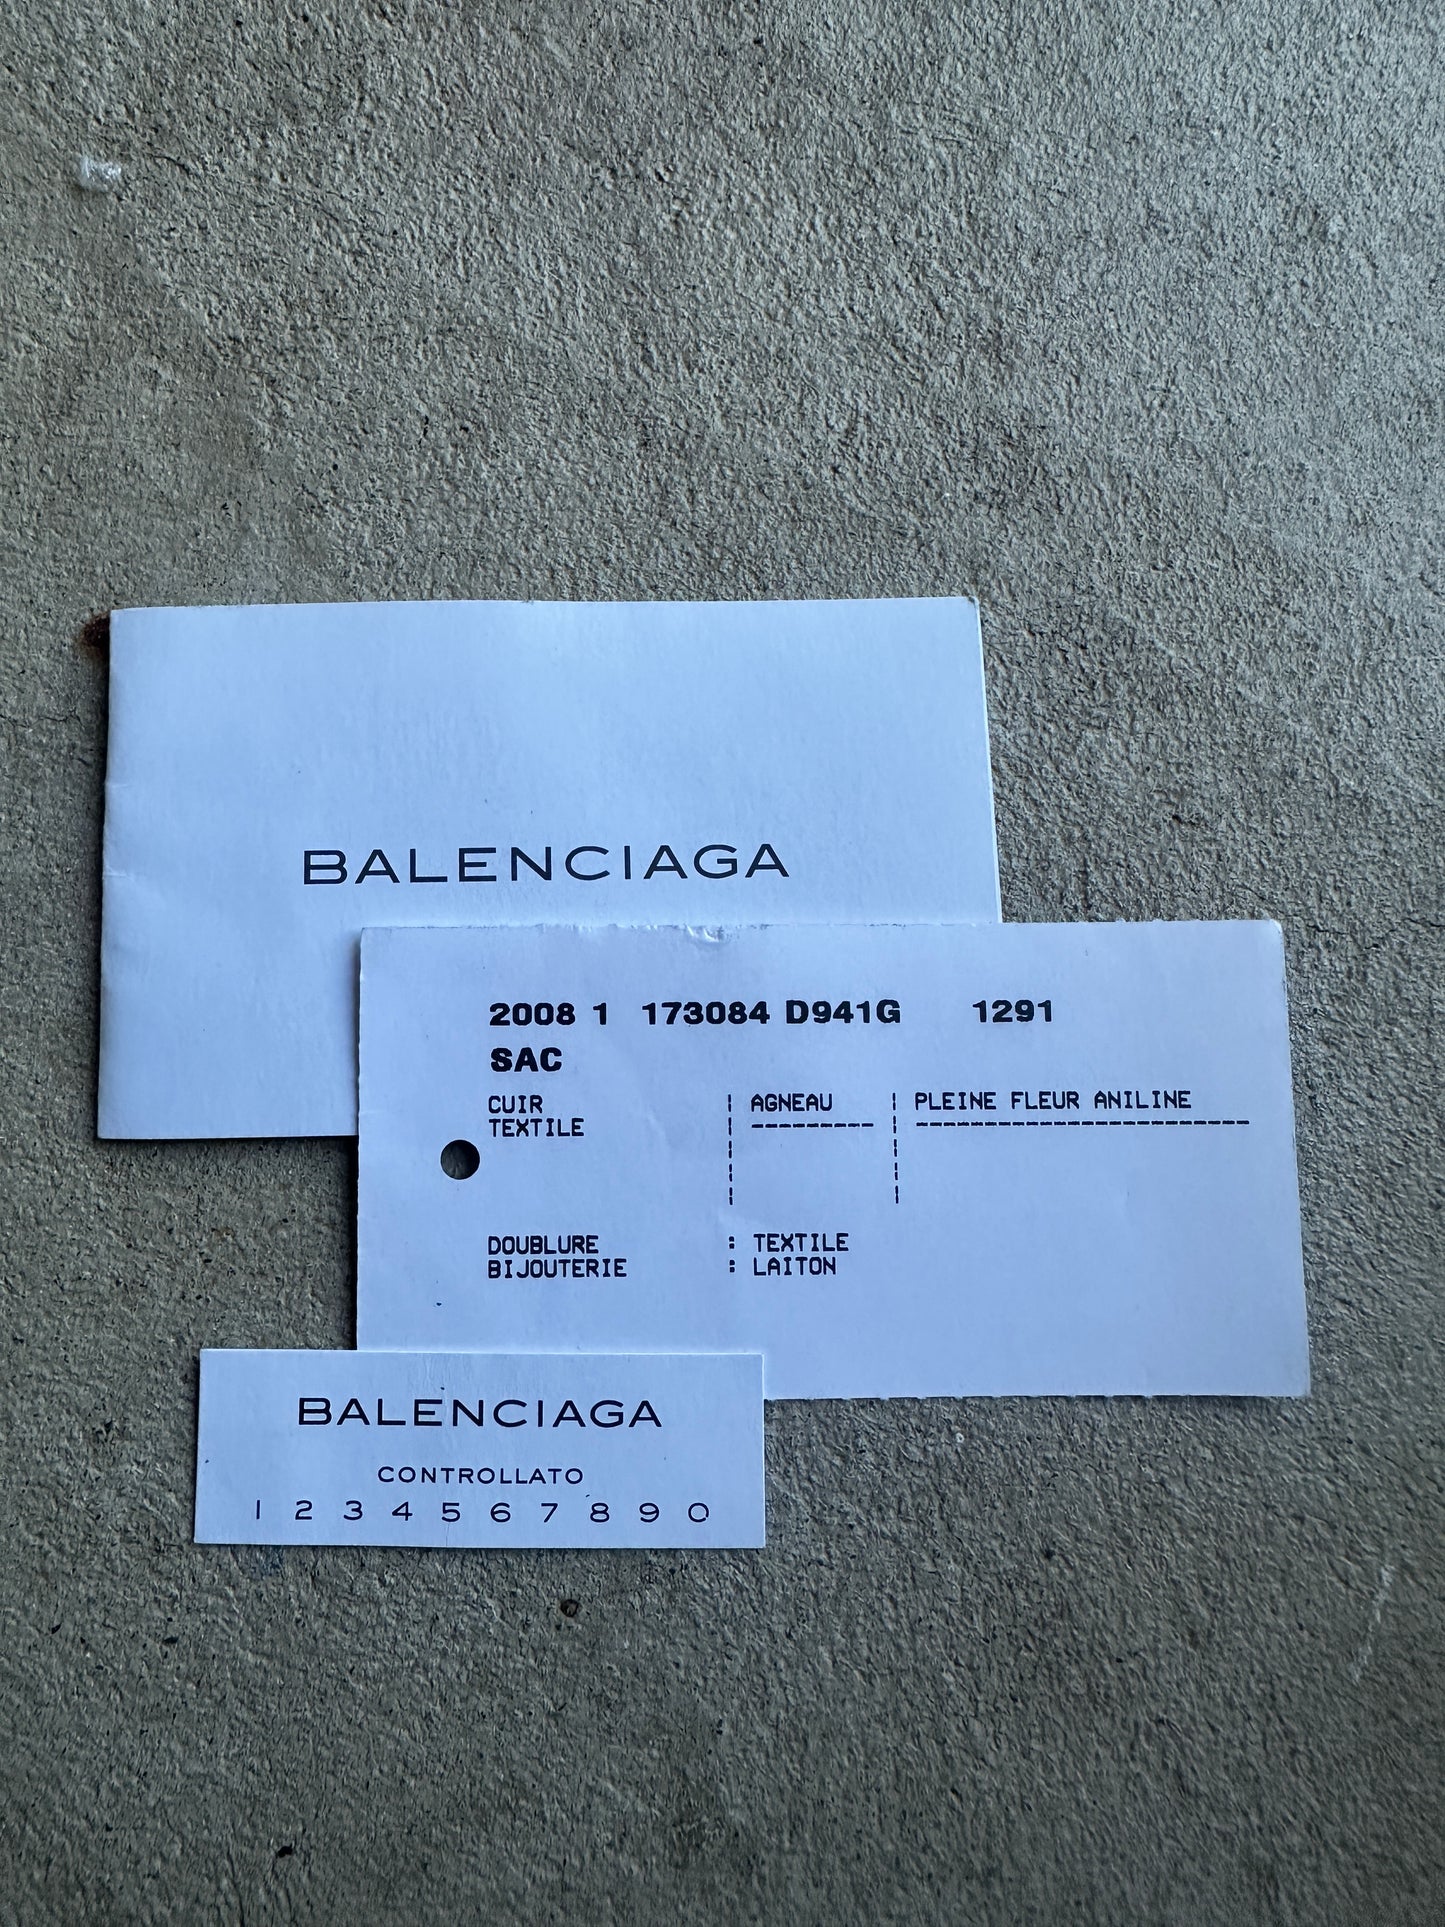 BALENCIAGA
2008 1 173084 D941G 1291
SAC
CUIR | AGNEAU | PLEINE FLEUR ANILINE
TEXTILE
DOUBLURE : TEXTILE
BIJOUTERIE : LAITON
BALENCIAGA
CONTROLLATO
1 2 3 4 5 6 7 8 9 0